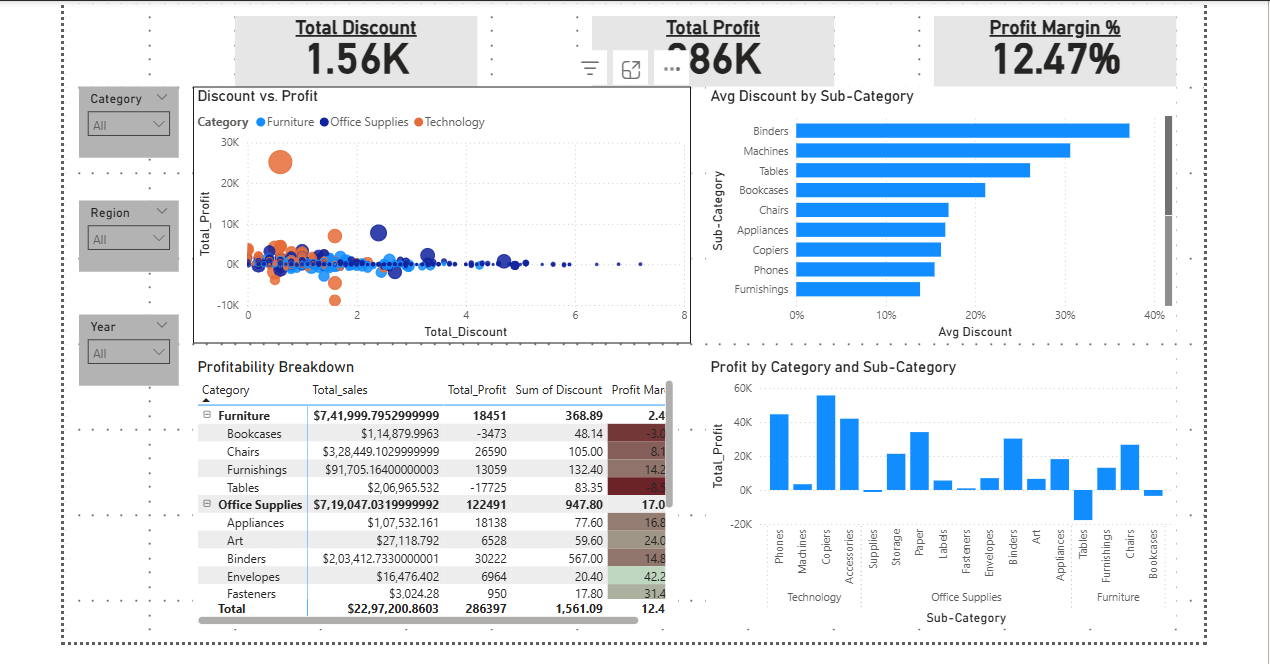 Total Discount
1.56K
Total Profit
86K
Profit Margin %
12.47%
Category
All
Region
All
Year
All
Discount vs. Profit
Category Furniture Office Supplies Technology
Total_Profit
30K
20K
10K
0K
-10K
0 2 4 6 8
Total_Discount
Avg Discount by Sub-Category
Sub-Category
Binders
Machines
Tables
Bookcases
Chairs
Appliances
Copiers
Phones
Furnishings
0% 10% 20% 30% 40%
Avg Discount
Profitability Breakdown
Category Total_sales Total_Profit Sum of Discount Profit Mar
Furniture $7,41,999.7952999999 18451 368.89 2.4
Bookcases $1,14,879.9963 -3473 48.14 -3.0
Chairs $3,28,449.1029999999 26590 105.00 8.1
Furnishings $91,705.16400000003 13059 132.40 14.2
Tables $2,06,965.532 -17725 83.35 -8.5
Office Supplies $7,19,047.0319999992 122491 947.80 17.0
Appliances $1,07,532.161 18138 77.60 16.8
Art $27,118.792 6528 59.60 24.0
Binders $2,03,412.7330000001 30222 567.00 14.8
Envelopes $16,476.402 6964 20.40 42.2
Fasteners $3,024.28 950 17.80 31.4
Total $22,97,200.8603 286397 1,561.09 12.4
Profit by Category and Sub-Category
Total_Profit
60K
40K
20K
0K
-20K
Phones
Machines
Copiers
Accessories
Supplies
Storage
Paper
Labels
Fasteners
Envelopes
Binders
Art
Appliances
Tables
Furnishings
Chairs
Bookcases
Technology Office Supplies Furniture
Sub-Category